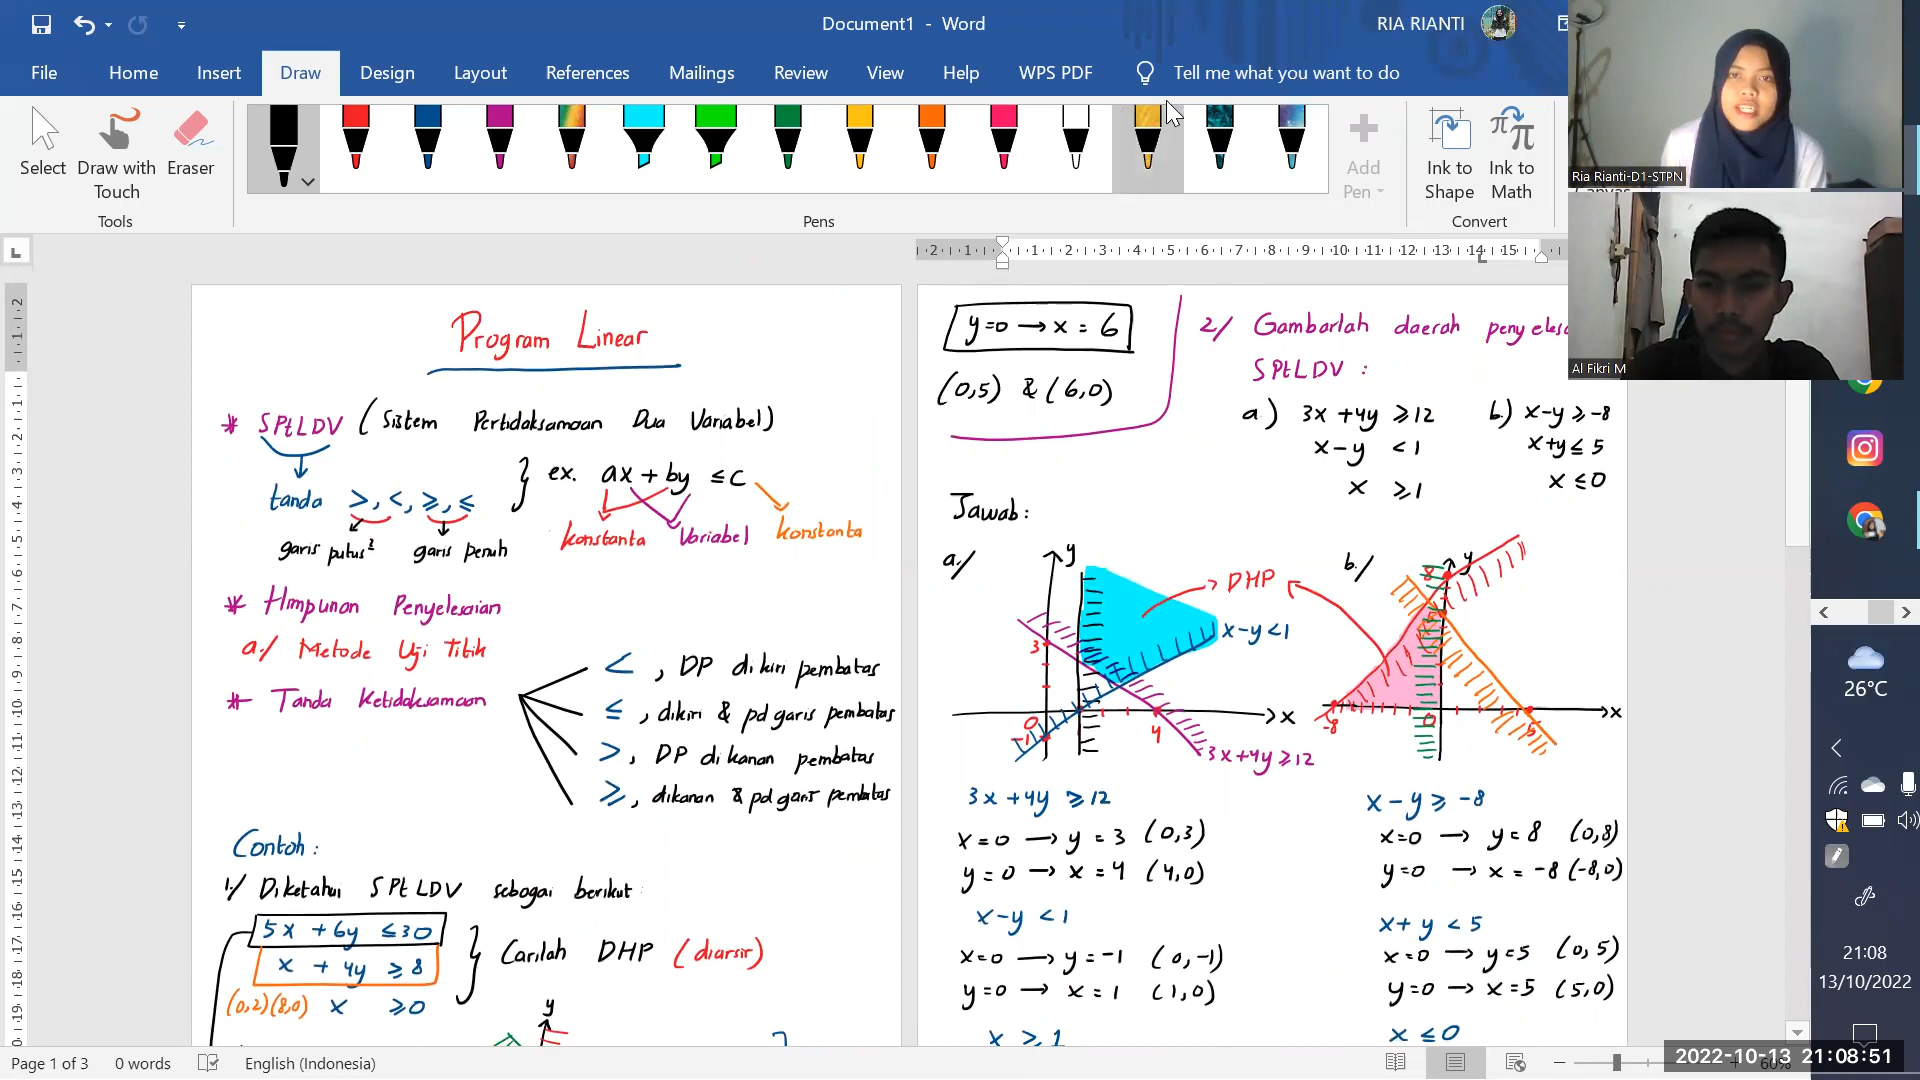 Document1 - Word
RIA RIANTI
File Home Insert Draw Design Layout References Mailings Review View Help WPS PDF Tell me what you want to do
Select
Draw with Touch
Eraser
Add Pen
Ink to Shape
Ink to Math
Tools
Pens
Convert
Ria Rianti-D1-STPN
Al Fikri M
Program Linear
* SPtLDV (Sistem Pertidaksamaan Dua Variabel)
tanda >, <, ≥, ≤
} ex. ax + by ≤ c
garis putus² garis penuh
konstanta Variabel konstanta
* Himpunan Penyelesaian
a./ Metode Uji Titik
* Tanda Ketidaksamaan
< , DP di kiri pembatas
≤ , dikiri & pd garis pembatas
> , DP di kanan pembatas
≥ , dikanan & pd garis pembatas
Contoh :
1./ Diketahui SPtLDV sebagai berikut :
5x + 6y ≤ 30
x + 4y ≥ 8
(0,2)(8,0) x ≥ 0
} Carilah DHP (diarsir)
y
y=0 → x = 6
(0,5) & (6,0)
2./ Gambarlah daerah
SPtLDV :
a.) 3x + 4y ≥ 12
x - y < 1
x ≥ 1
b.) x - y ≥ -8
x + y ≤ 5
x ≤ 0
Jawab :
a./
y
3
0
-1
4
x
x - y < 1
3x + 4y ≥ 12
DHP
b./
y
8
-8
0
5
x
3x + 4y ≥ 12
x = 0 → y = 3 (0,3)
y = 0 → x = 4 (4,0)
x - y < 1
x = 0 → y = -1 (0,-1)
y = 0 → x = 1 (1,0)
x ≥ 1
x - y ≥ -8
x = 0 → y = 8 (0,8)
y = 0 → x = -8 (-8,0)
x + y < 5
x = 0 → y = 5 (0,5)
y = 0 → x = 5 (5,0)
x ≤ 0
26°C
21:08
13/10/2022
Page 1 of 3 0 words English (Indonesia)
2022-10-13 21:08:51